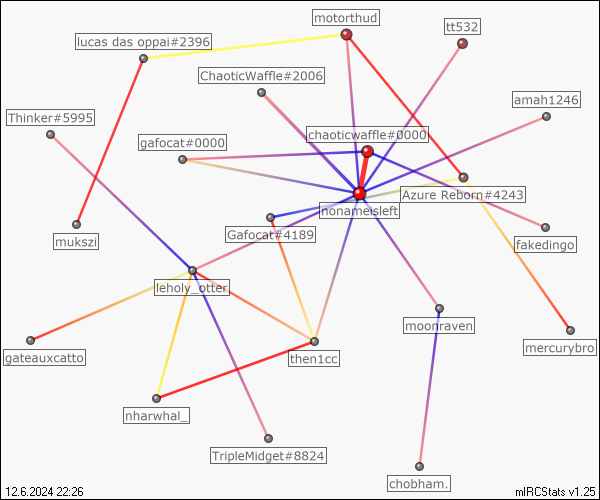 motorthud
tt532
lucas das oppai#2396
ChaoticWaffle#2006
amah1246
Thinker#5995
chaoticwaffle#0000
gafocat#0000
Azure Reborn#4243
nonameisleft
Gafocat#4189
mukszi
fakedingo
leholy_otter
moonraven
mercurybro
gateauxcatto
then1cc
nharwhal_
TripleMidget#8824
chobham.
12.6.2024 22:26
mIRCStats v1.25